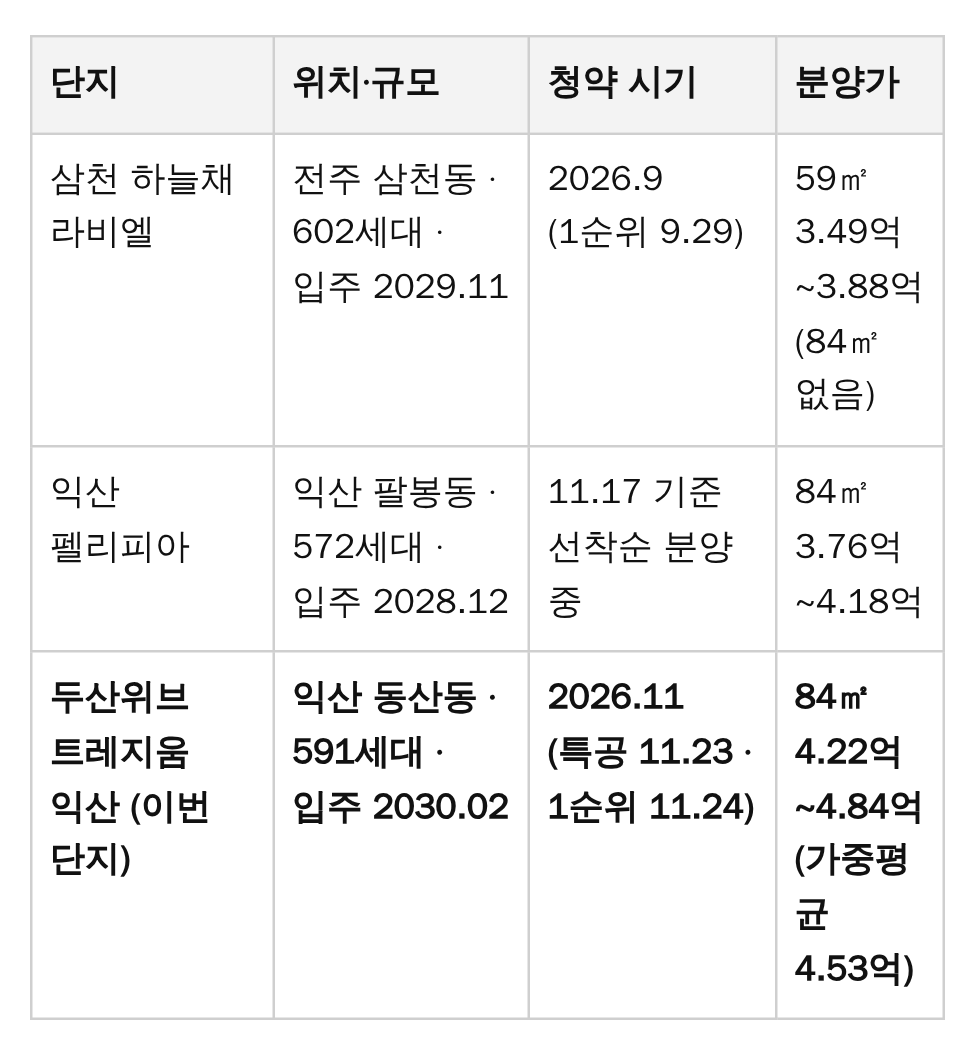 단지
위치·규모
청약 시기
분양가
삼천 하늘채
라비엘
전주 삼천동 ·
602세대 ·
입주 2029.11
2026.9
(1순위 9.29)
59㎡
3.49억
~3.88억
(84㎡
없음)
익산
펠리피아
익산 팔봉동 ·
572세대 ·
입주 2028.12
11.17 기준
선착순 분양
중
84㎡
3.76억
~4.18억
두산위브
트레지움
익산 (이번
단지)
익산 동산동 ·
591세대 ·
입주 2030.02
2026.11
(특공 11.23 ·
1순위 11.24)
84㎡
4.22억
~4.84억
(가중평
균
4.53억)